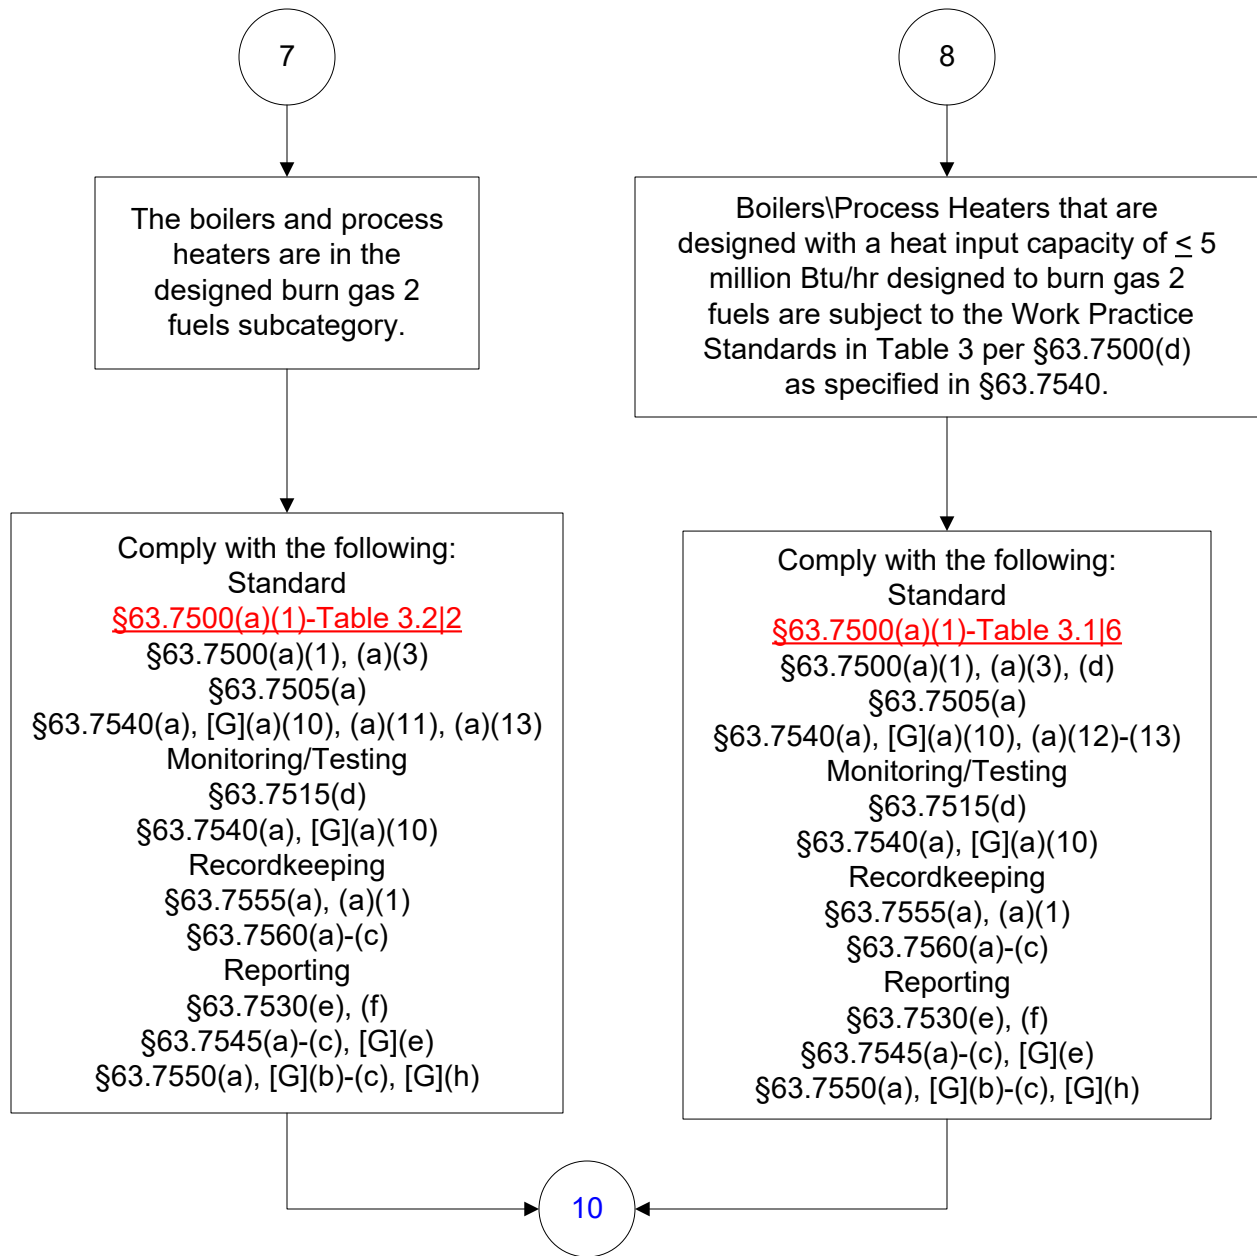 7
The boilers and process
heaters are in the
designed burn gas 2
fuels subcategory.
Comply with the following:
Standard
§63.7500(a)(1)-Table 3.2|2
§63.7500(a)(1), (a)(3)
§63.7505(a)
§63.7540(a), [G](a)(10), (a)(11), (a)(13)
Monitoring/Testing
§63.7515(d)
§63.7540(a), [G](a)(10)
Recordkeeping
§63.7555(a), (a)(1)
§63.7560(a)-(c)
Reporting
§63.7530(e), (f)
§63.7545(a)-(c), [G](e)
§63.7550(a), [G](b)-(c), [G](h)
8
Boilers\Process Heaters that are
designed with a heat input capacity of ≤ 5
million Btu/hr designed to burn gas 2
fuels are subject to the Work Practice
Standards in Table 3 per §63.7500(d)
as specified in §63.7540.
Comply with the following:
Standard
§63.7500(a)(1)-Table 3.1|6
§63.7500(a)(1), (a)(3), (d)
§63.7505(a)
§63.7540(a), [G](a)(10), (a)(12)-(13)
Monitoring/Testing
§63.7515(d)
§63.7540(a), [G](a)(10)
Recordkeeping
§63.7555(a), (a)(1)
§63.7560(a)-(c)
Reporting
§63.7530(e), (f)
§63.7545(a)-(c), [G](e)
§63.7550(a), [G](b)-(c), [G](h)
10